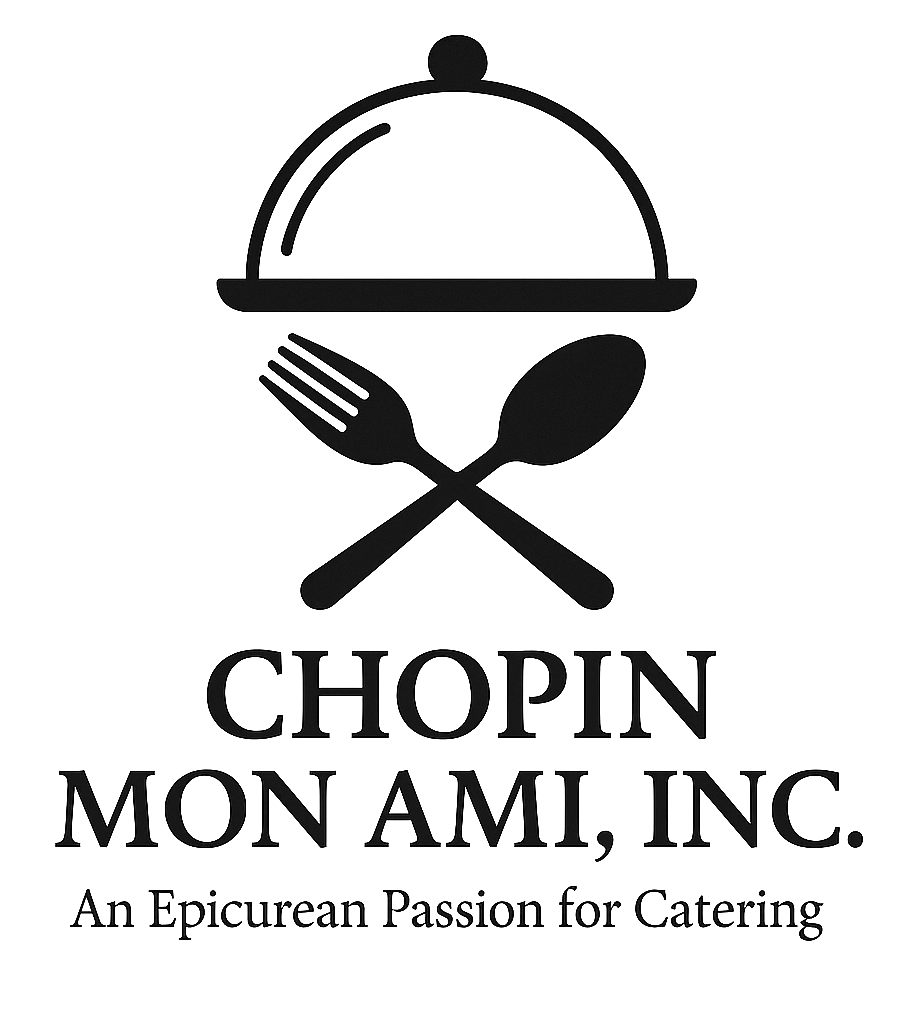 CHOPIN
MON AMI, INC.
An Epicurean Passion for Catering